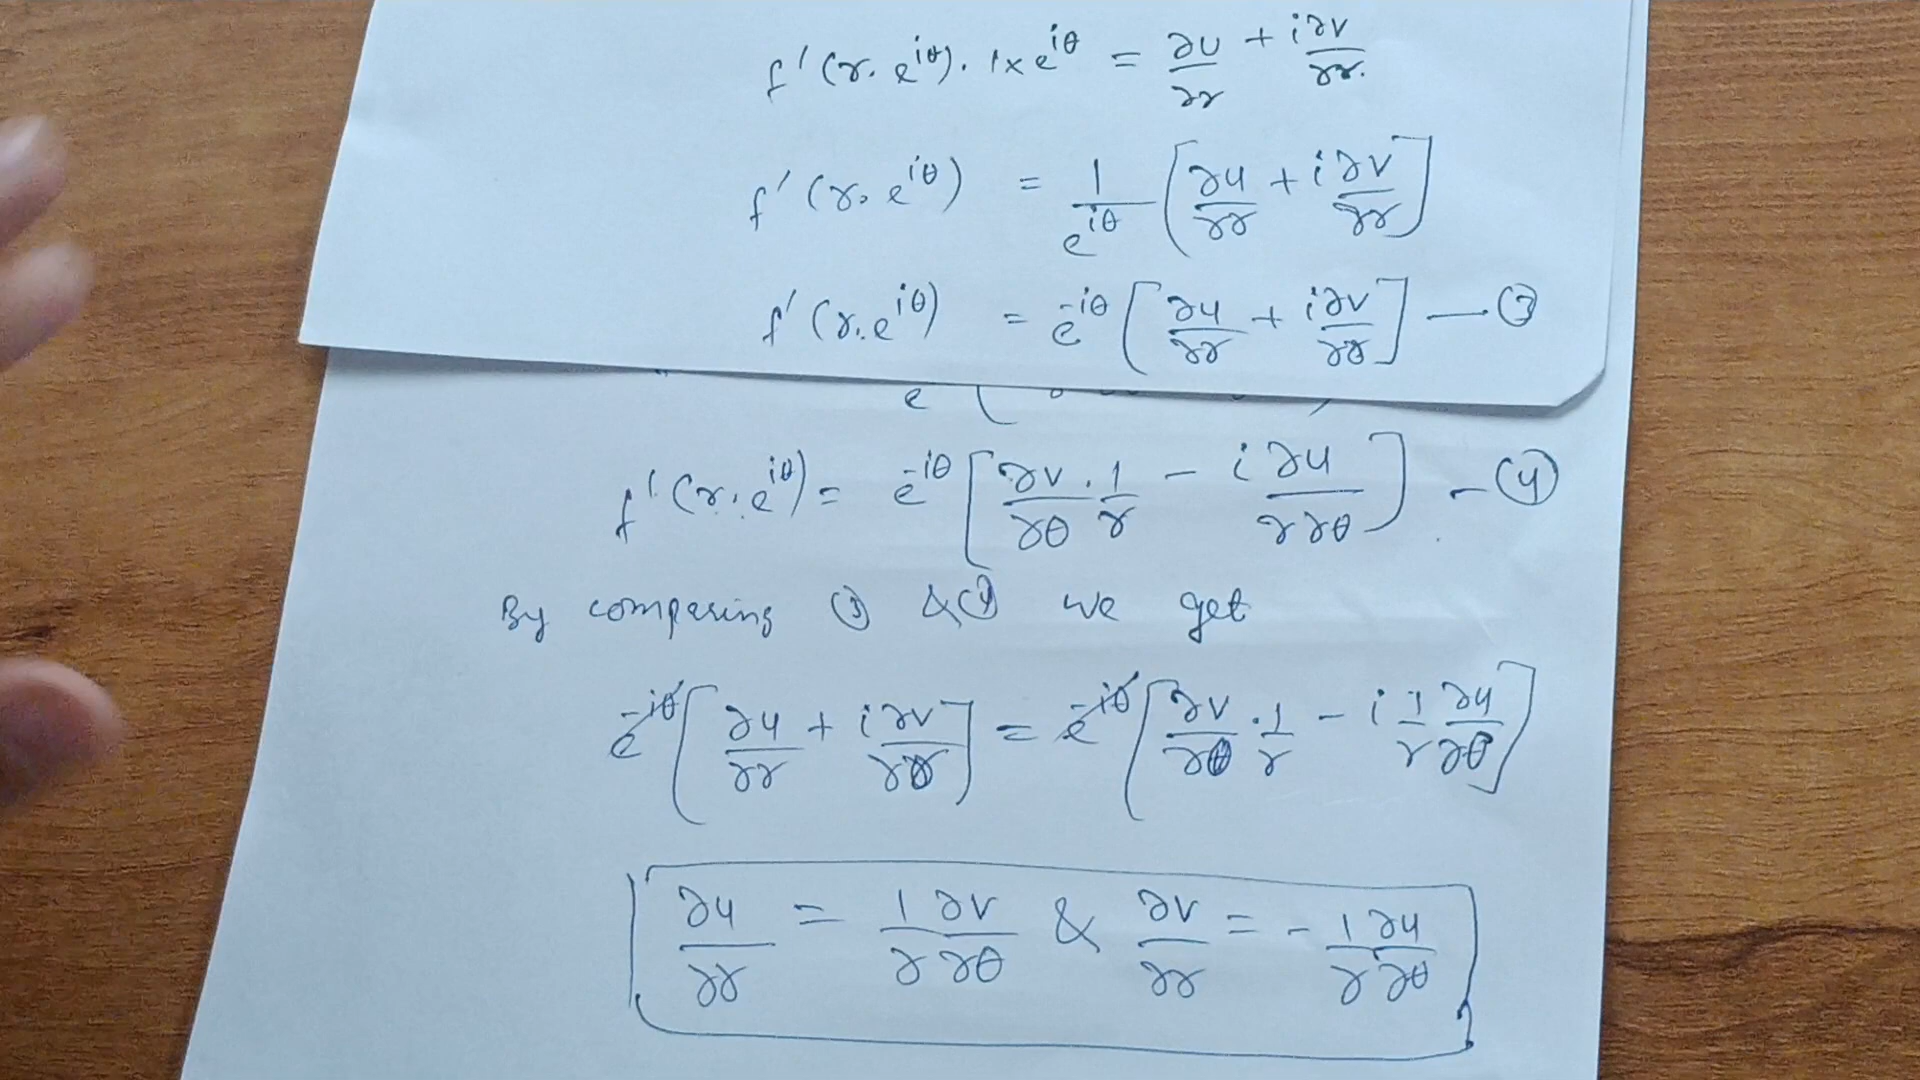 f'(r. e^{iθ}). 1× e^{iθ} = ∂u/∂r + i∂v/∂r.
f'(r. e^{iθ}) = 1/e^{iθ} [∂u/∂r + i∂v/∂r]
f'(r. e^{iθ}) = e^{-iθ} [∂u/∂r + i∂v/∂r] — ③
f'(r. e^{iθ}) = e^{-iθ} [∂v/∂θ . 1/r - i ∂u/r∂θ] - ④
By comparing ③ & ④ we get
e^{-iθ} [∂u/∂r + i∂v/∂r] = e^{-iθ} [∂v/∂θ . 1/r - i 1/r ∂u/∂θ]
∂u/∂r = 1/r ∂v/∂θ & ∂v/∂r = - 1/r ∂u/∂θ